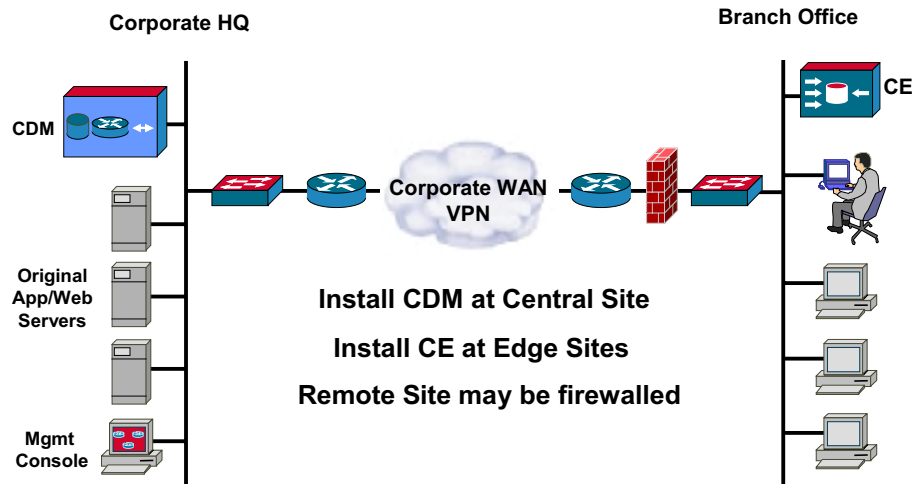 Corporate HQ
Branch Office
CDM
CE
Corporate WAN
VPN
Original
App/Web
Servers
Install CDM at Central Site
Install CE at Edge Sites
Remote Site may be firewalled
Mgmt
Console